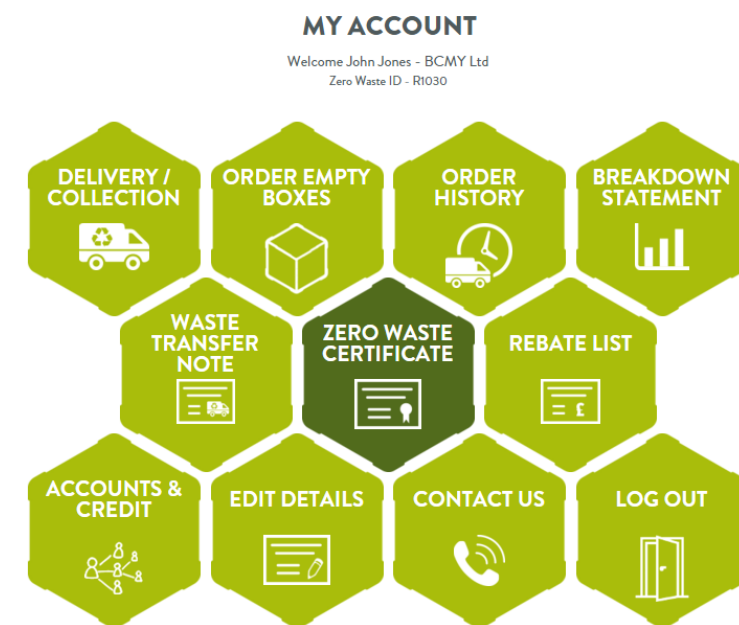 MY ACCOUNT
Welcome John Jones - BCMY Ltd
Zero Waste ID - R1030
DELIVERY /
COLLECTION
ORDER EMPTY
BOXES
ORDER
HISTORY
BREAKDOWN
STATEMENT
WASTE
TRANSFER
NOTE
ZERO WASTE
CERTIFICATE
REBATE LIST
£
ACCOUNTS &
CREDIT
EDIT DETAILS
CONTACT US
LOG OUT